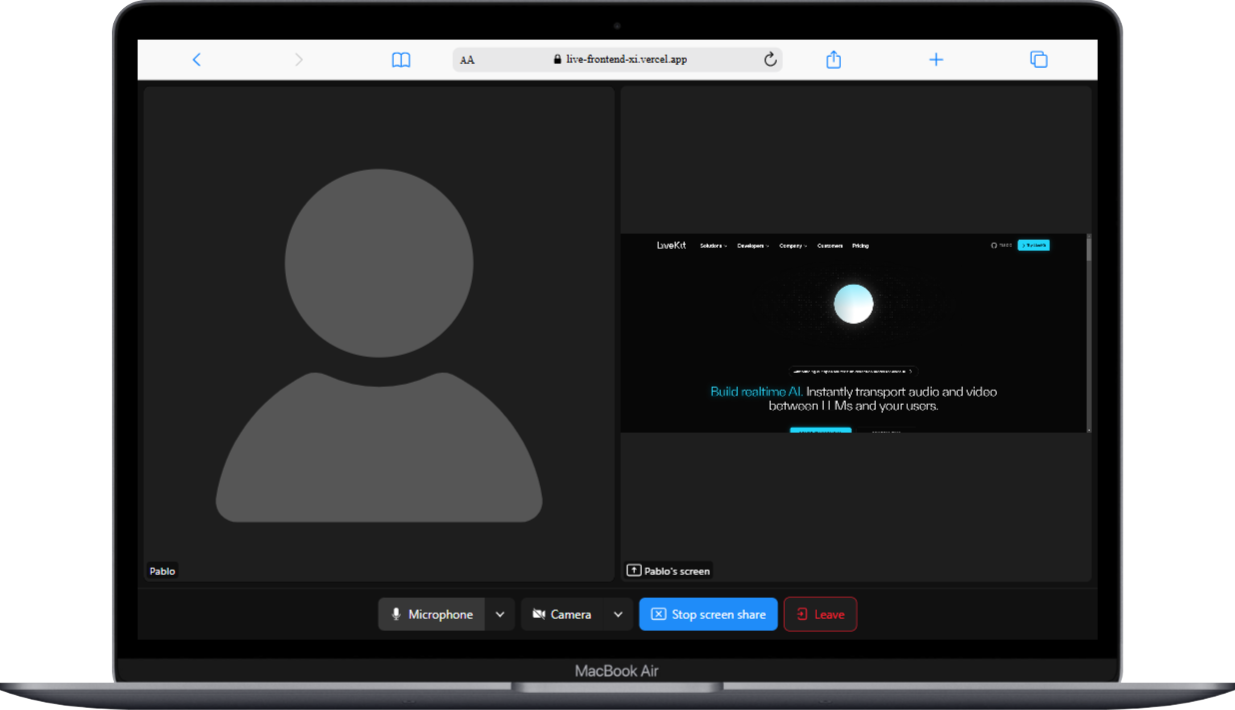 AA
live-frontend-xi.vercel.app
LiveKit Solutions Developers Company Customers Pricing
Build realtime AI. Instantly transport audio and video
between LLMs and your users.
Pablo
Pablo's screen
Microphone
Camera
Stop screen share
Leave
MacBook Air